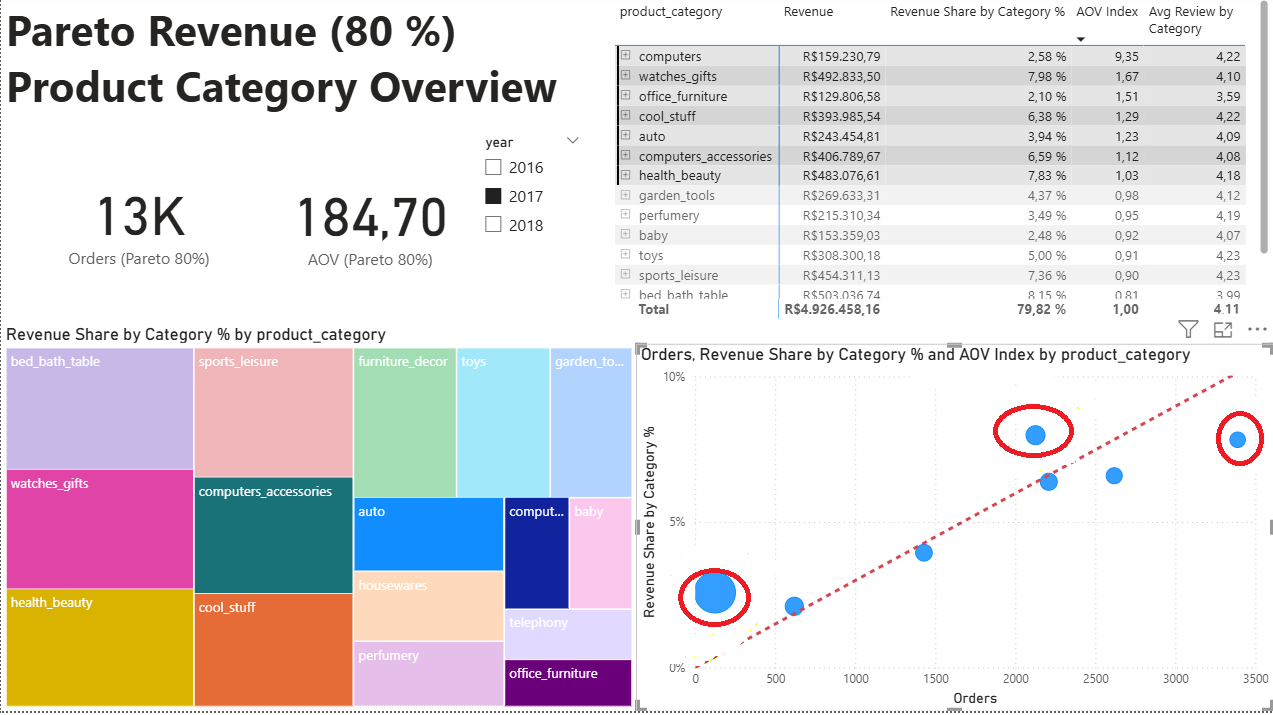 Pareto Revenue (80 %)
Product Category Overview
13K
Orders (Pareto 80%)
184,70
AOV (Pareto 80%)
year
2016
2017
2018
product_category Revenue Revenue Share by Category % AOV Index Avg Review by Category
computers R$159.230,79 2,58 % 9,35 4,22
watches_gifts R$492.833,50 7,98 % 1,67 4,10
office_furniture R$129.806,58 2,10 % 1,51 3,59
cool_stuff R$393.985,54 6,38 % 1,29 4,22
auto R$243.454,81 3,94 % 1,23 4,09
computers_accessories R$406.789,67 6,59 % 1,12 4,08
health_beauty R$483.076,61 7,83 % 1,03 4,18
garden_tools R$269.633,31 4,37 % 0,98 4,12
perfumery R$215.310,34 3,49 % 0,95 4,19
baby R$153.359,03 2,48 % 0,92 4,07
toys R$308.300,18 5,00 % 0,91 4,23
sports_leisure R$454.311,13 7,36 % 0,90 4,23
bed_bath_table R$503.036,74 8,15 % 0,81 3,99
Total R$4.926.458,16 79,82 % 1,00 4,11
Revenue Share by Category % by product_category
bed_bath_table
watches_gifts
health_beauty
sports_leisure
computers_accessories
cool_stuff
furniture_decor
toys
garden_to...
auto
housewares
perfumery
comput...
baby
telephony
office_furniture
Orders, Revenue Share by Category % and AOV Index by product_category
Revenue Share by Category %
10%
5%
0%
0 500 1000 1500 2000 2500 3000 3500
Orders